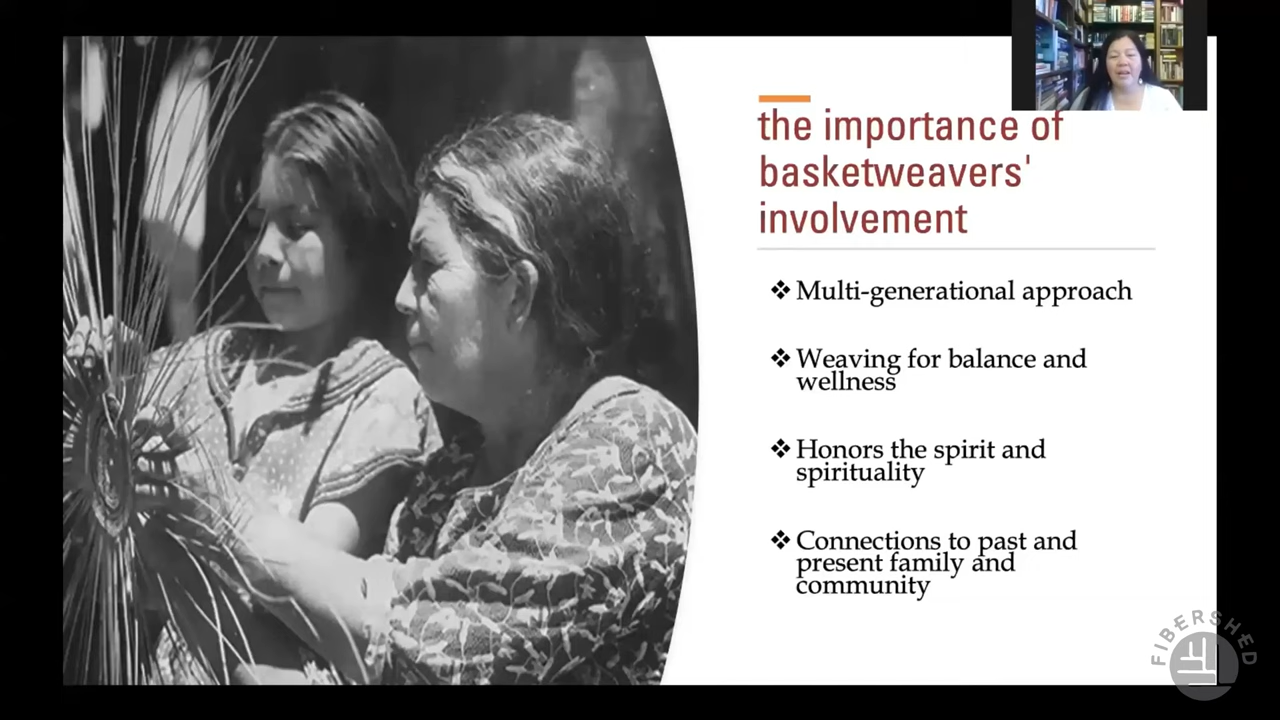 the importance of
basketweavers'
involvement
❖ Multi-generational approach
❖ Weaving for balance and
wellness
❖ Honors the spirit and
spirituality
❖ Connections to past and
present family and
community
FIBERSHED